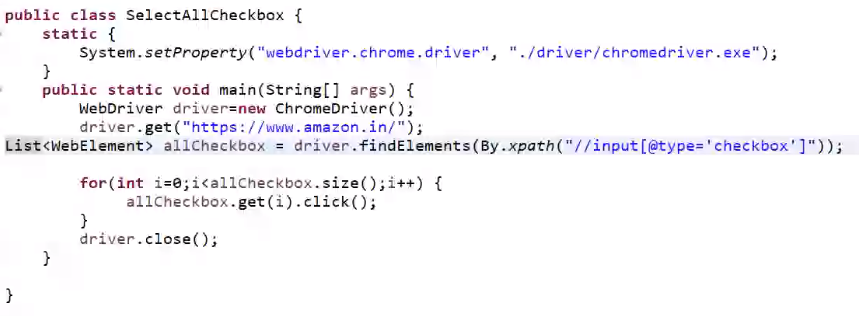 public class SelectAllCheckbox {
static {
System.setProperty("webdriver.chrome.driver", "./driver/chromedriver.exe");
}
public static void main(String[] args) {
WebDriver driver=new ChromeDriver();
driver.get("https://www.amazon.in/");
List<WebElement> allCheckbox = driver.findElements(By.xpath("//input[@type='checkbox']"));
for(int i=0;i<allCheckbox.size();i++) {
allCheckbox.get(i).click();
}
driver.close();
}
}